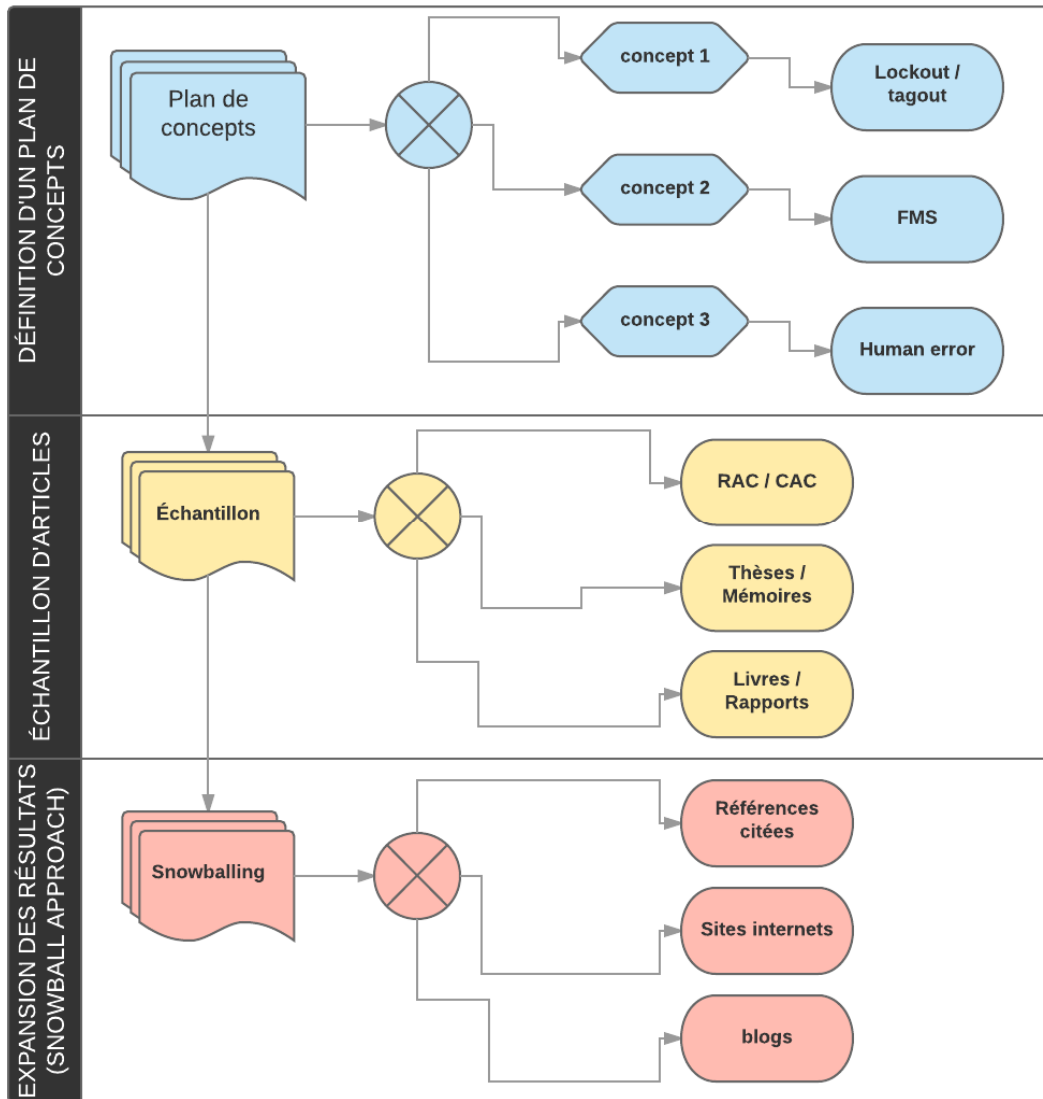 DÉFINITION D'UN PLAN DE
CONCEPTS
Plan de
concepts
concept 1
Lockout /
tagout
concept 2
FMS
concept 3
Human error
ÉCHANTILLON D'ARTICLES
Échantillon
RAC / CAC
Thèses /
Mémoires
Livres /
Rapports
EXPANSION DES RÉSULTATS
(SNOWBALL APPROACH)
Snowballing
Références
citées
Sites internets
blogs